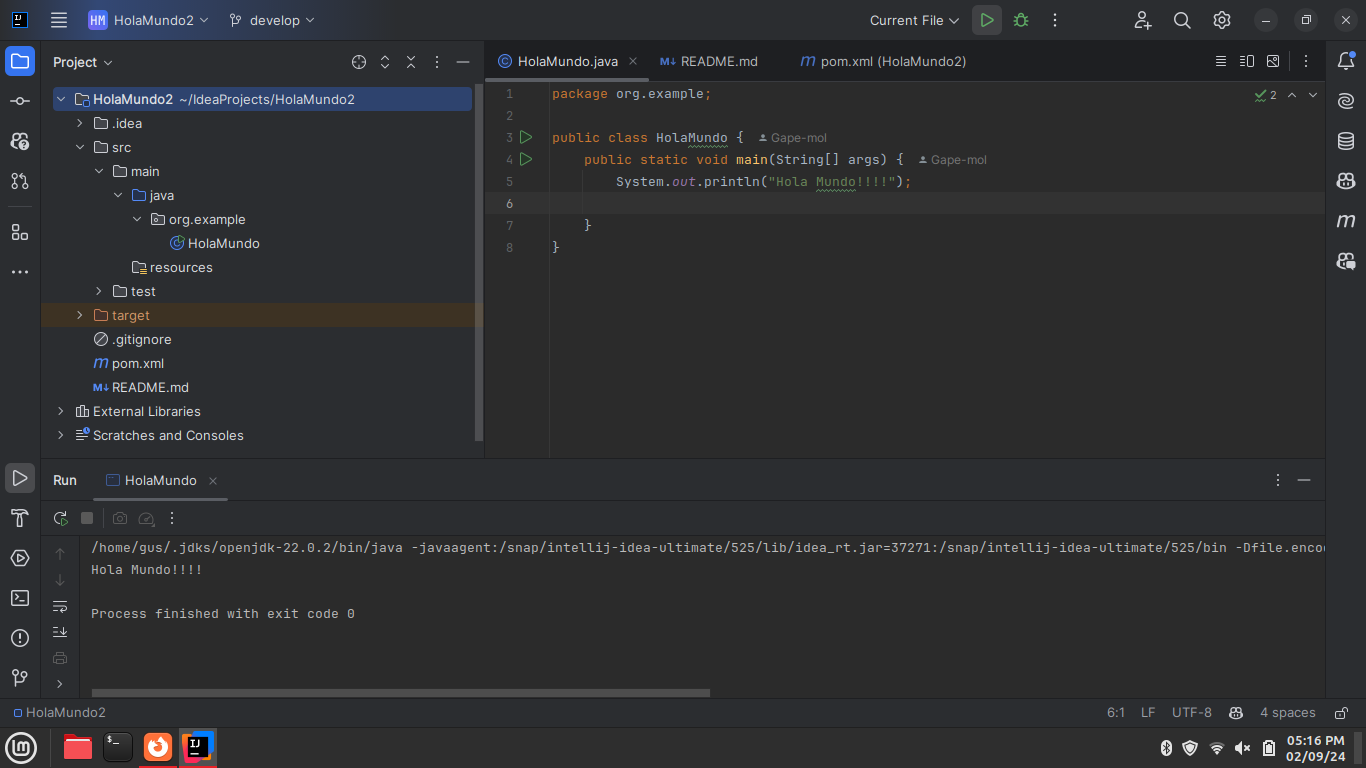 HM HolaMundo2 develop Current File
Project
HolaMundo2 ~/IdeaProjects/HolaMundo2
.idea
src
main
java
org.example
HolaMundo
resources
test
target
.gitignore
pom.xml
README.md
External Libraries
Scratches and Consoles
HolaMundo.java README.md pom.xml (HolaMundo2)
1 package org.example;
2
3 public class HolaMundo { Gape-mol
4 public static void main(String[] args) { Gape-mol
5 System.out.println("Hola Mundo!!!!");
6
7 }
8 }
2
Run HolaMundo
/home/gus/.jdks/openjdk-22.0.2/bin/java -javaagent:/snap/intellij-idea-ultimate/525/lib/idea_rt.jar=37271:/snap/intellij-idea-ultimate/525/bin -Dfile.enco
Hola Mundo!!!!
Process finished with exit code 0
HolaMundo2 6:1 LF UTF-8 4 spaces
05:16 PM
02/09/24